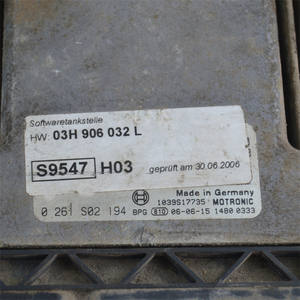 Softwaretankstelle
HW: 03H 906 032 L
S9547 H03 geprüft am 30.06.2006
Made in Germany
1039S17735 MOTRONIC
0 261 S02 194 BPG 810 06-06-15 1480 0333